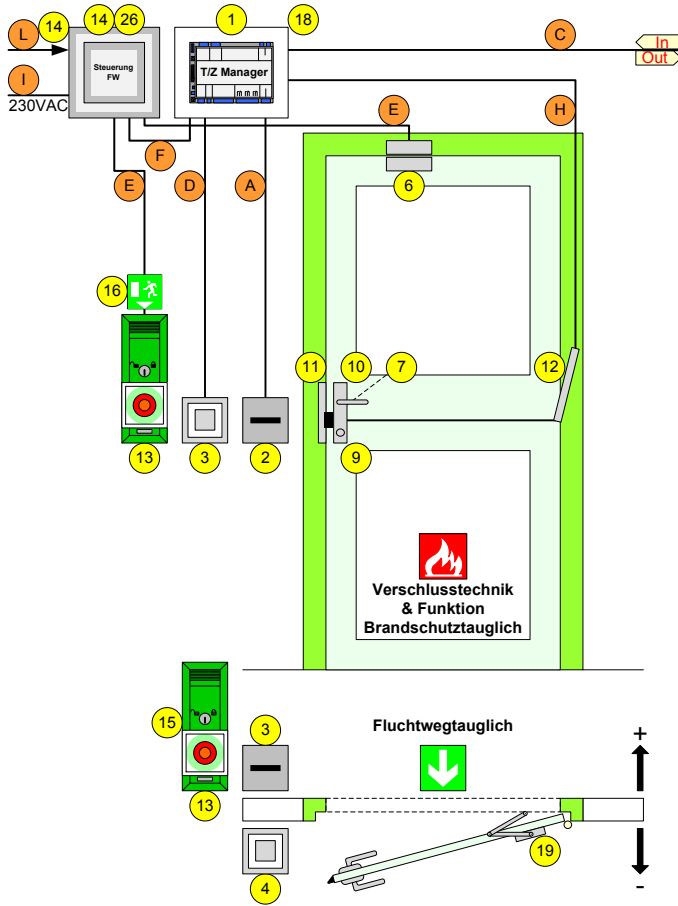 L
14
14
26
1
18
C
In
Out
Steuerung
FW
T/Z Manager
I
230VAC
E
H
F
6
E
D
A
16
11
10
7
12
13
3
2
9
Verschlusstechnik
& Funktion
Brandschutztauglich
15
3
Fluchtwegtauglich
+
13
4
19
-